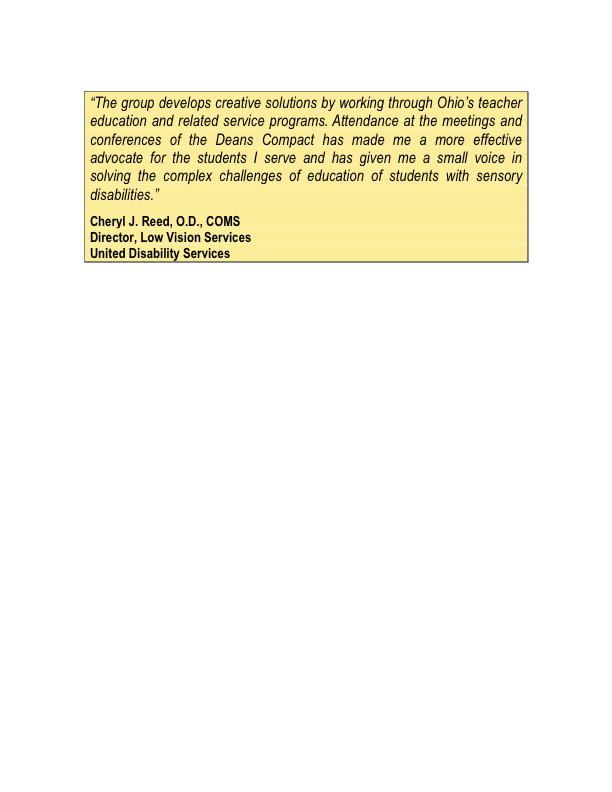 “The group develops creative solutions by working through Ohio’s teacher
education and related service programs. Attendance at the meetings and
conferences of the Deans Compact has made me a more effective
advocate for the students I serve and has given me a small voice in
solving the complex challenges of education of students with sensory
disabilities.”
Cheryl J. Reed, O.D., COMS
Director, Low Vision Services
United Disability Services